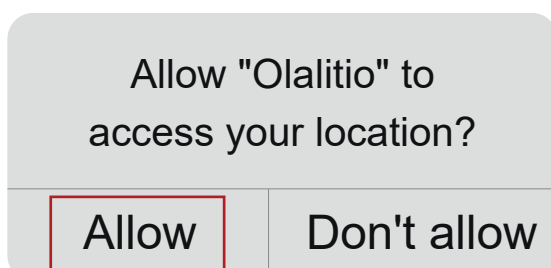 Allow "Olalitio" to
access your location?
Allow
Don't allow